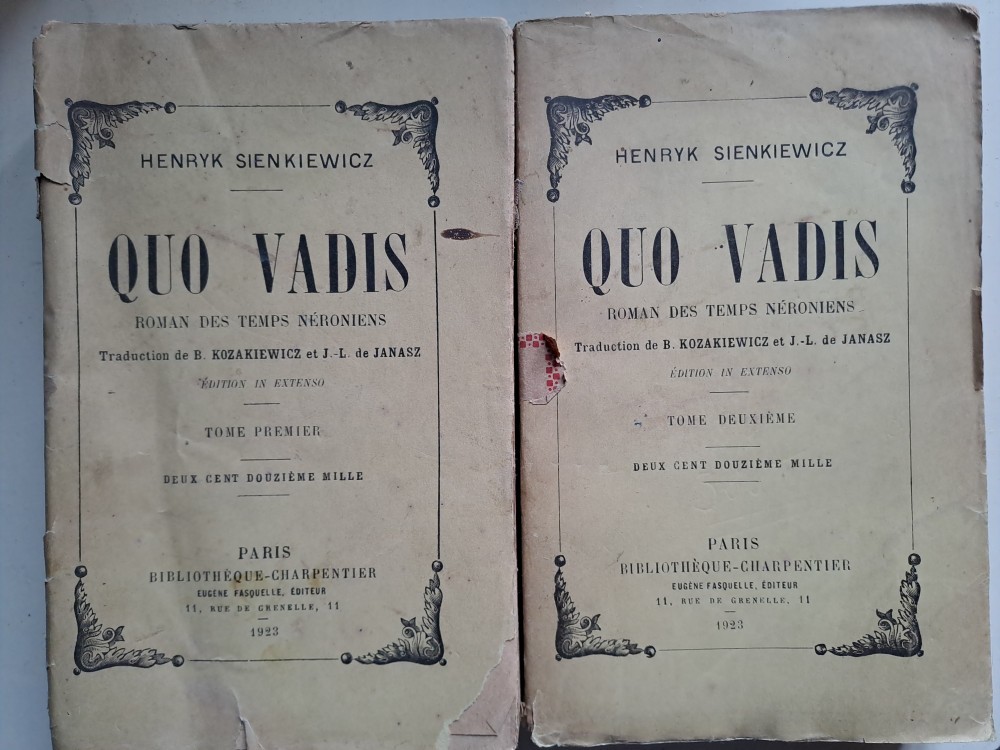 HENRYK SIENKIEWICZ
QUO VADIS
ROMAN DES TEMPS NÉRONIENS
Traduction de B. KOZAKIEWICZ et J.-L. de JANASZ
ÉDITION IN EXTENSO
TOME PREMIER
DEUX CENT DOUZIÈME MILLE
PARIS
BIBLIOTHÈQUE-CHARPENTIER
EUGÈNE FASQUELLE, ÉDITEUR
11, RUE DE GRENELLE, 11
1923
HENRYK SIENKIEWICZ
QUO VADIS
ROMAN DES TEMPS NÉRONIENS
Traduction de B. KOZAKIEWICZ et J.-L. de JANASZ
ÉDITION IN EXTENSO
TOME DEUXIÈME
DEUX CENT DOUZIÈME MILLE
PARIS
BIBLIOTHÈQUE-CHARPENTIER
EUGÈNE FASQUELLE, ÉDITEUR
11, RUE DE GRENELLE, 11
1923